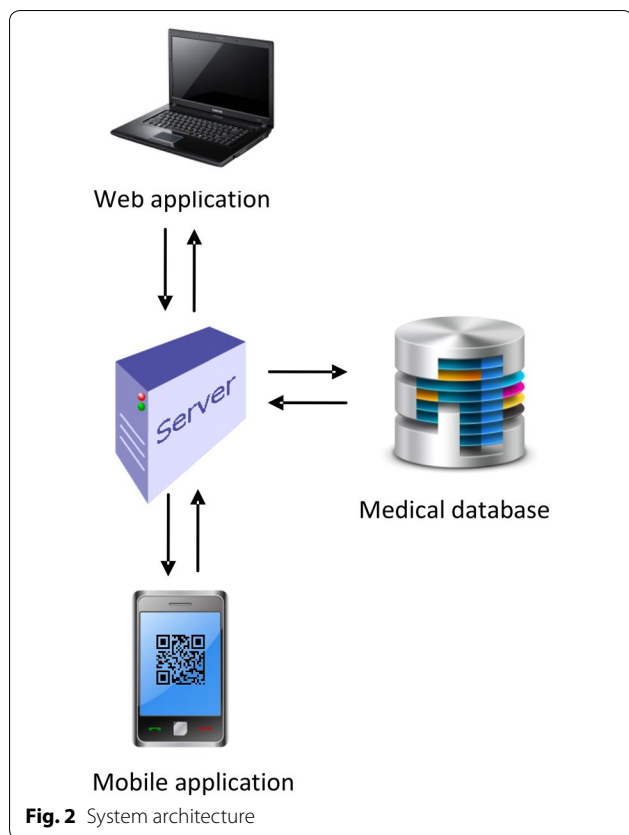 Web application
Server
Medical database
Mobile application
Fig. 2 System architecture